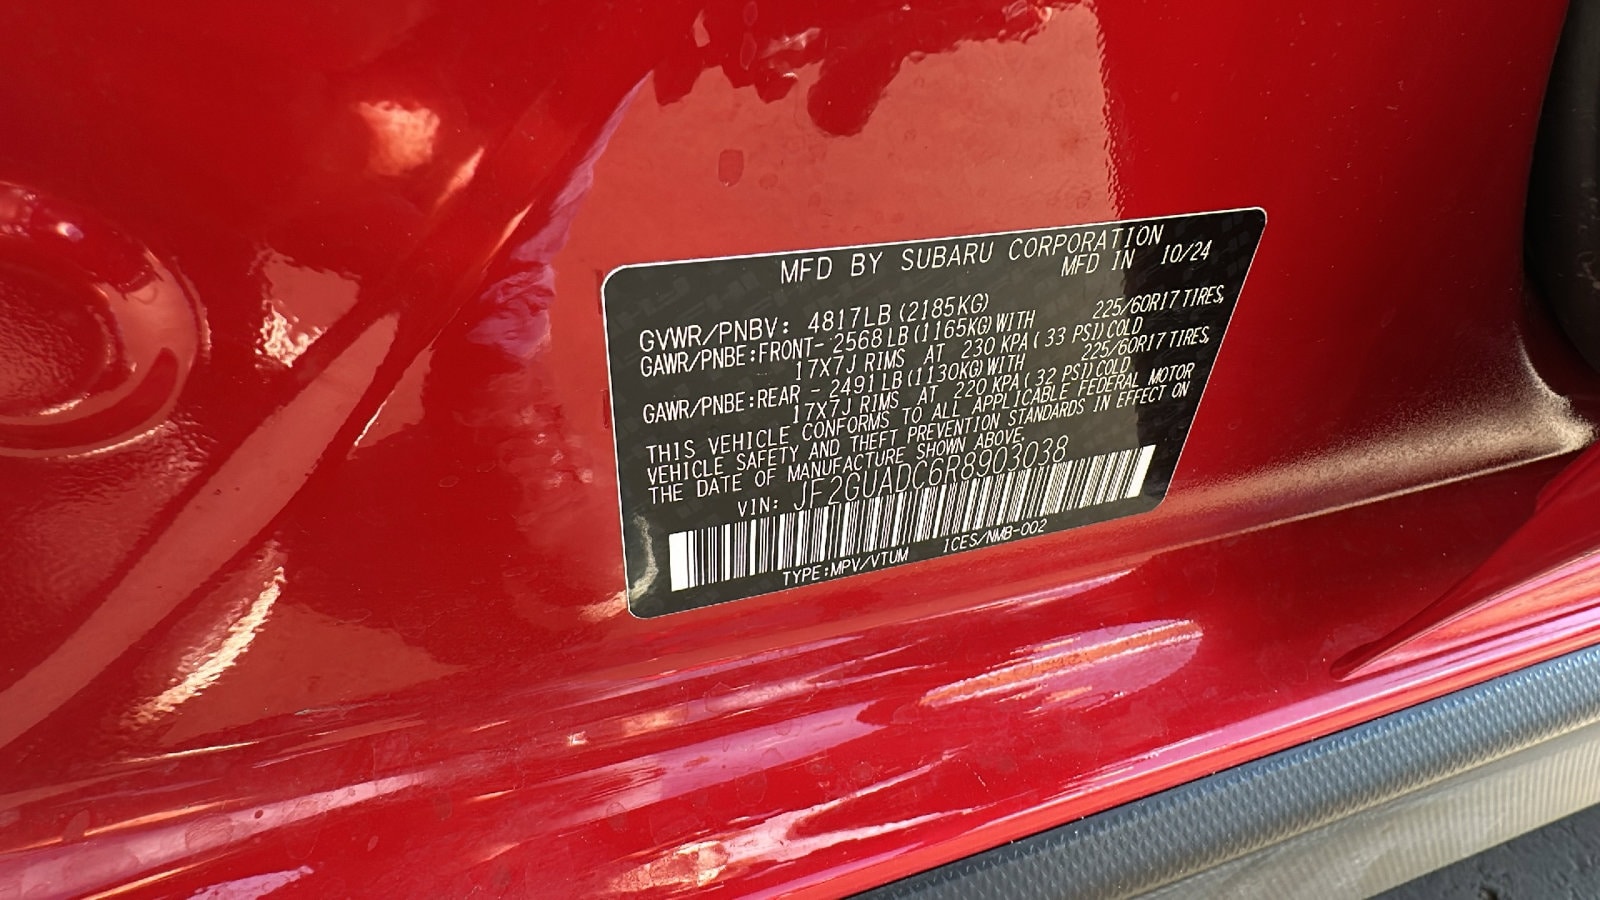 MFD BY SUBARU CORPORATION
MFD IN 10/24
GVWR/PNBV: 4817LB (2185KG)
GAWR/PNBE:FRONT- 2568LB (1165KG) WITH 225/60R17 TIRES,
17X7J RIMS AT 230 KPA ( 33 PSI) COLD
GAWR/PNBE:REAR - 2491LB (1130KG) WITH 225/60R17 TIRES,
17X7J RIMS AT 220 KPA ( 32 PSI) COLD
THIS VEHICLE CONFORMS TO ALL APPLICABLE FEDERAL MOTOR
VEHICLE SAFETY AND THEFT PREVENTION STANDARDS IN EFFECT ON
THE DATE OF MANUFACTURE SHOWN ABOVE.
VIN: JF2GUADC6R8903038
TYPE:MPV/VTUM ICES/NMB-002